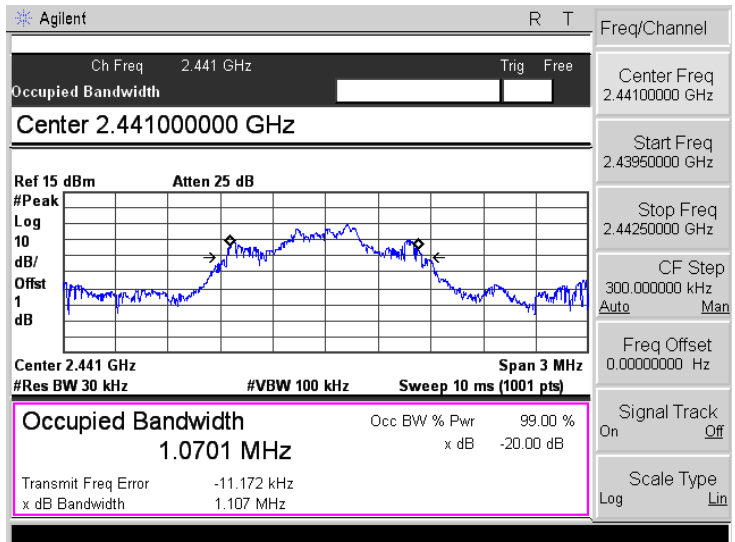 Agilent R T
Ch Freq 2.441 GHz Trig Free
Occupied Bandwidth
Center 2.441000000 GHz
Ref 15 dBm Atten 25 dB
#Peak
Log
10
dB/
Offst
1
dB
Center 2.441 GHz Span 3 MHz
#Res BW 30 kHz #VBW 100 kHz Sweep 10 ms (1001 pts)
Occupied Bandwidth Occ BW % Pwr 99.00 %
1.0701 MHz x dB -20.00 dB
Transmit Freq Error -11.172 kHz
x dB Bandwidth 1.107 MHz
Freq/Channel
Center Freq
2.44100000 GHz
Start Freq
2.43950000 GHz
Stop Freq
2.44250000 GHz
CF Step
300.000000 kHz
Auto Man
Freq Offset
0.00000000 Hz
Signal Track
On Off
Scale Type
Log Lin